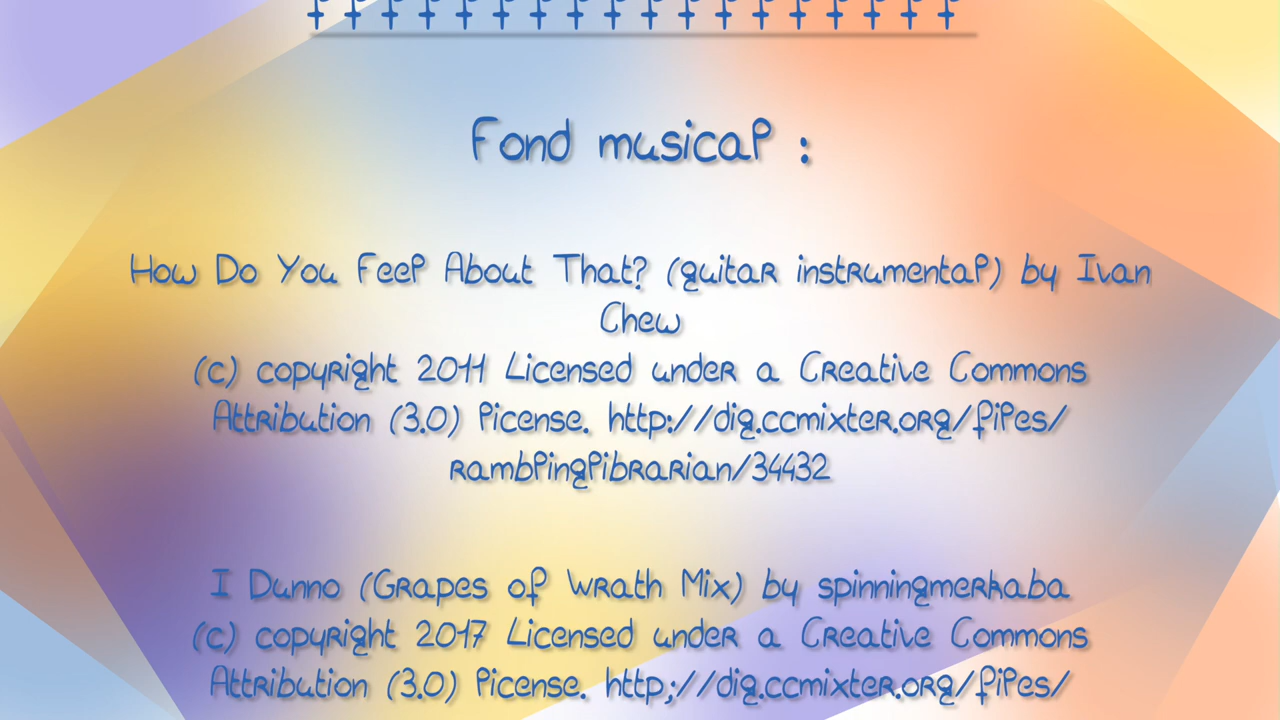 Fond musical :
How Do You Feel About That? (guitar instrumental) by Ivan
Chew
(c) copyright 2011 Licensed under a Creative Commons
Attribution (3.0) license. http://dig.ccmixter.org/files/
ramblinglibrarian/34432
I Dunno (Grapes of Wrath Mix) by spinningmerkaba
(c) copyright 2017 Licensed under a Creative Commons
Attribution (3.0) license. http;//dig.ccmixter.org/files/